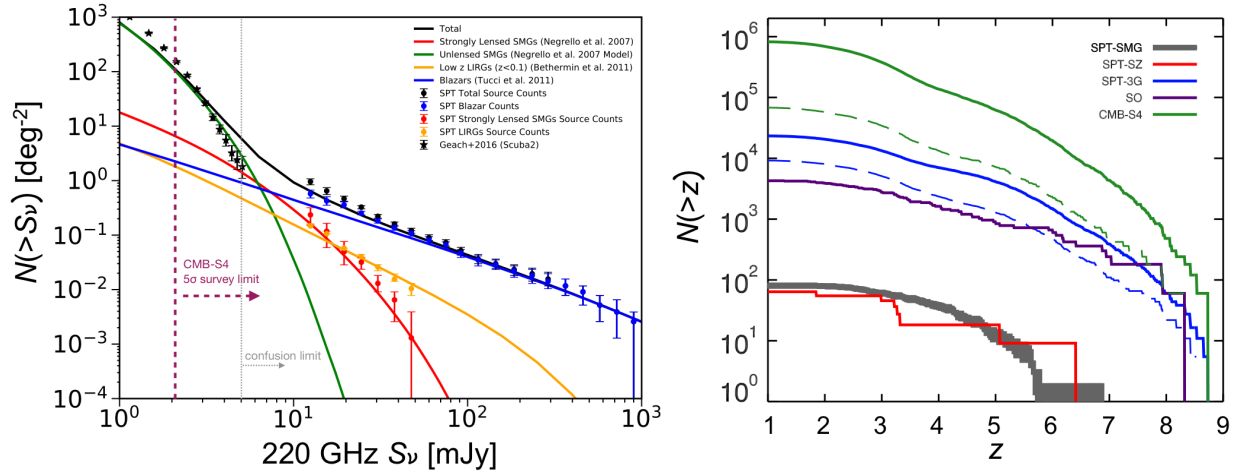 10³
10²
10¹
10⁰
10⁻¹
10⁻²
10⁻³
10⁻⁴
N(>Sν) [deg⁻²]
Total
Strongly Lensed SMGs (Negrello et al. 2007)
Unlensed SMGs (Negrello et al. 2007 Model)
Low z LIRGs (z<0.1) (Bethermin et al. 2011)
Blazars (Tucci et al. 2011)
SPT Total Source Counts
SPT Blazar Counts
SPT Strongly Lensed SMGs Source Counts
SPT LIRGs Source Counts
Geach+2016 (Scuba2)
CMB-S4
5σ survey limit
confusion limit
10⁰ 10¹ 10² 10³
220 GHz Sν [mJy]
10⁶
10⁵
10⁴
10³
10²
10¹
10⁰
N(>z)
SPT-SMG
SPT-SZ
SPT-3G
SO
CMB-S4
1 2 3 4 5 6 7 8 9
z